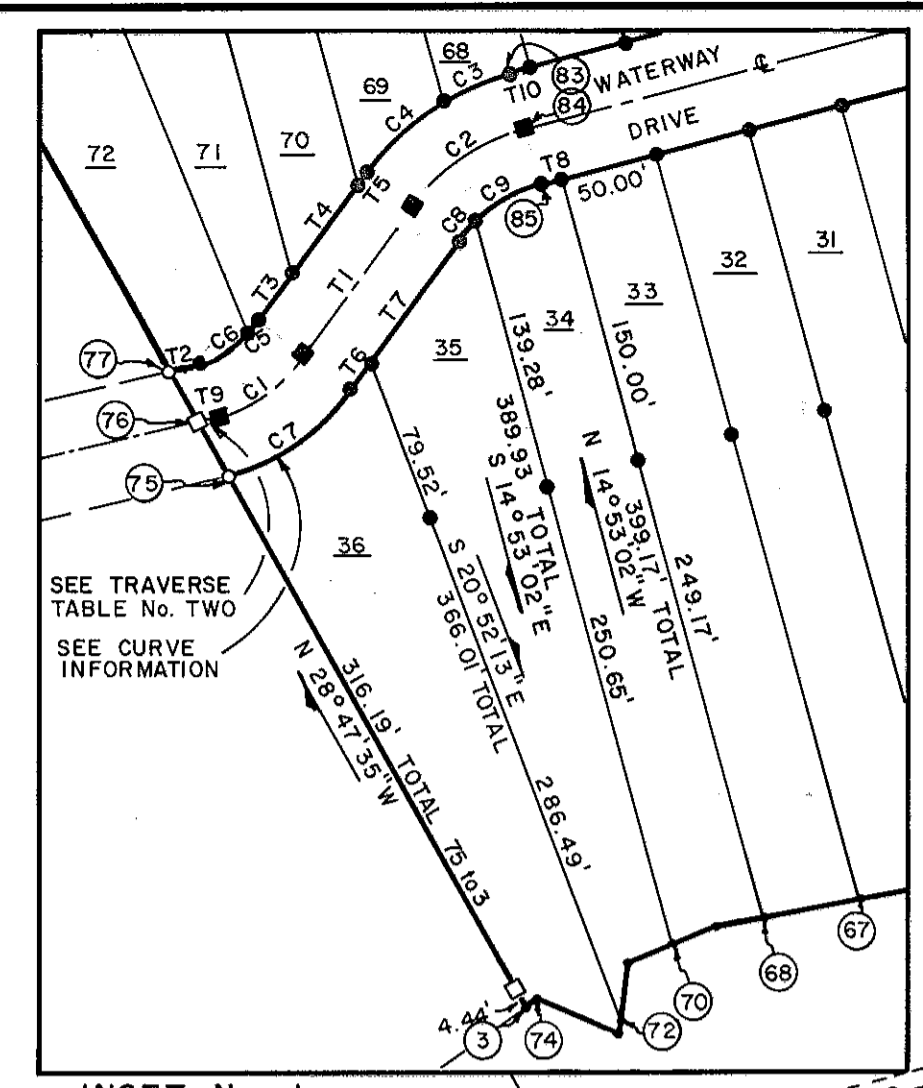 68
C3
83
WATERWAY
℄
69
C4
T10
84
72
71
70
C2
DRIVE
T5
T8
50.00'
T4
C9
85
C8
31
32
T3
T1
33
34
T7
35
C6
C5
T2
77
T6
T9
C1
76
C7
75
139.28'
389.93 TOTAL
S 14°53'02"E
250.65'
150.00'
399.17' TOTAL
N 14°53'02"W
249.17'
79.52'
S 20°52'13"E
366.01' TOTAL
286.49'
36
SEE TRAVERSE
TABLE No. TWO
SEE CURVE
INFORMATION
316.19' TOTAL 75 to 3
N 28°47'35"W
67
68
70
72
4.44'
3
74